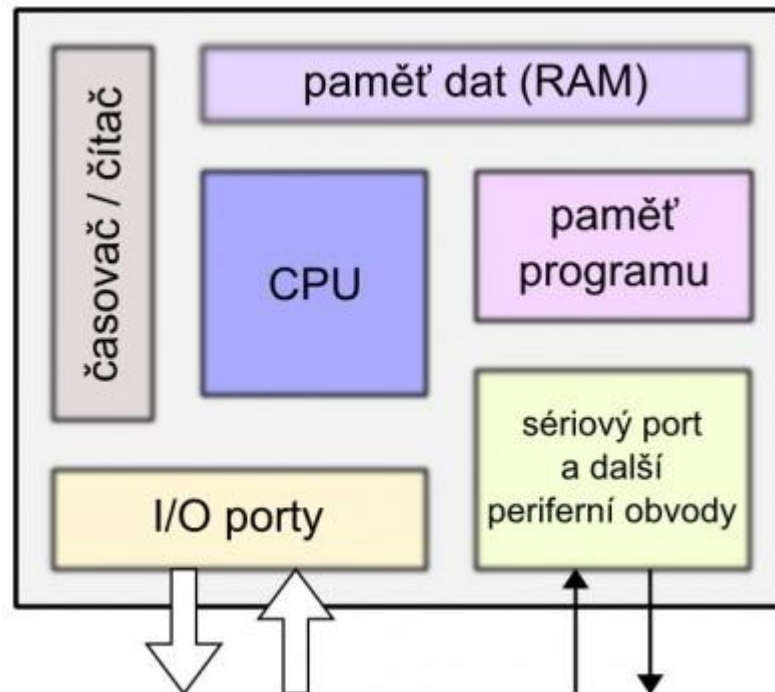 paměť dat (RAM)
časovač / čítač
CPU
paměť
programu
sériový port
a další
periferní obvody
I/O porty